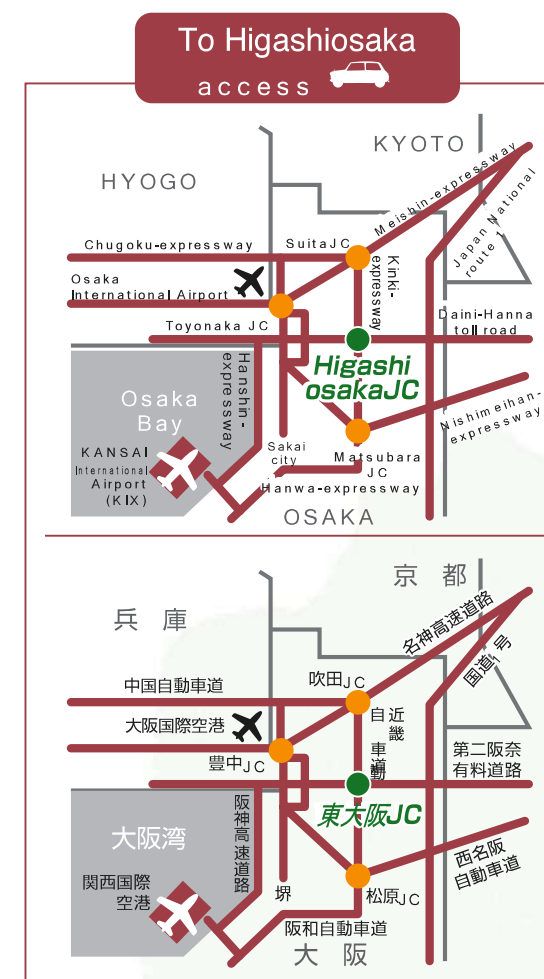 To Higashiosaka
access
KYOTO
HYOGO
Meishin-expressway
Japan National
route 1
Chugoku-expressway
SuitaJC
Kinki-
expressway
Osaka
International Airport
Toyonaka JC
Daini-Hanna
toll road
Higashi
osakaJC
Hanshin-
expressway
Osaka
Bay
Nishimeihan-
expressway
Sakai
city
Matsubara
JC
KANSAI
International
Airport
(KIX)
Hanwa-expressway
OSAKA
京都
兵庫
名神高速道路
国道1号
中国自動車道
吹田JC
近畿
自動車道
大阪国際空港
豊中JC
第二阪奈
有料道路
東大阪JC
阪神高速道路
大阪湾
西名阪
自動車道
関西国際
空港
堺
松原JC
阪和自動車道
大阪